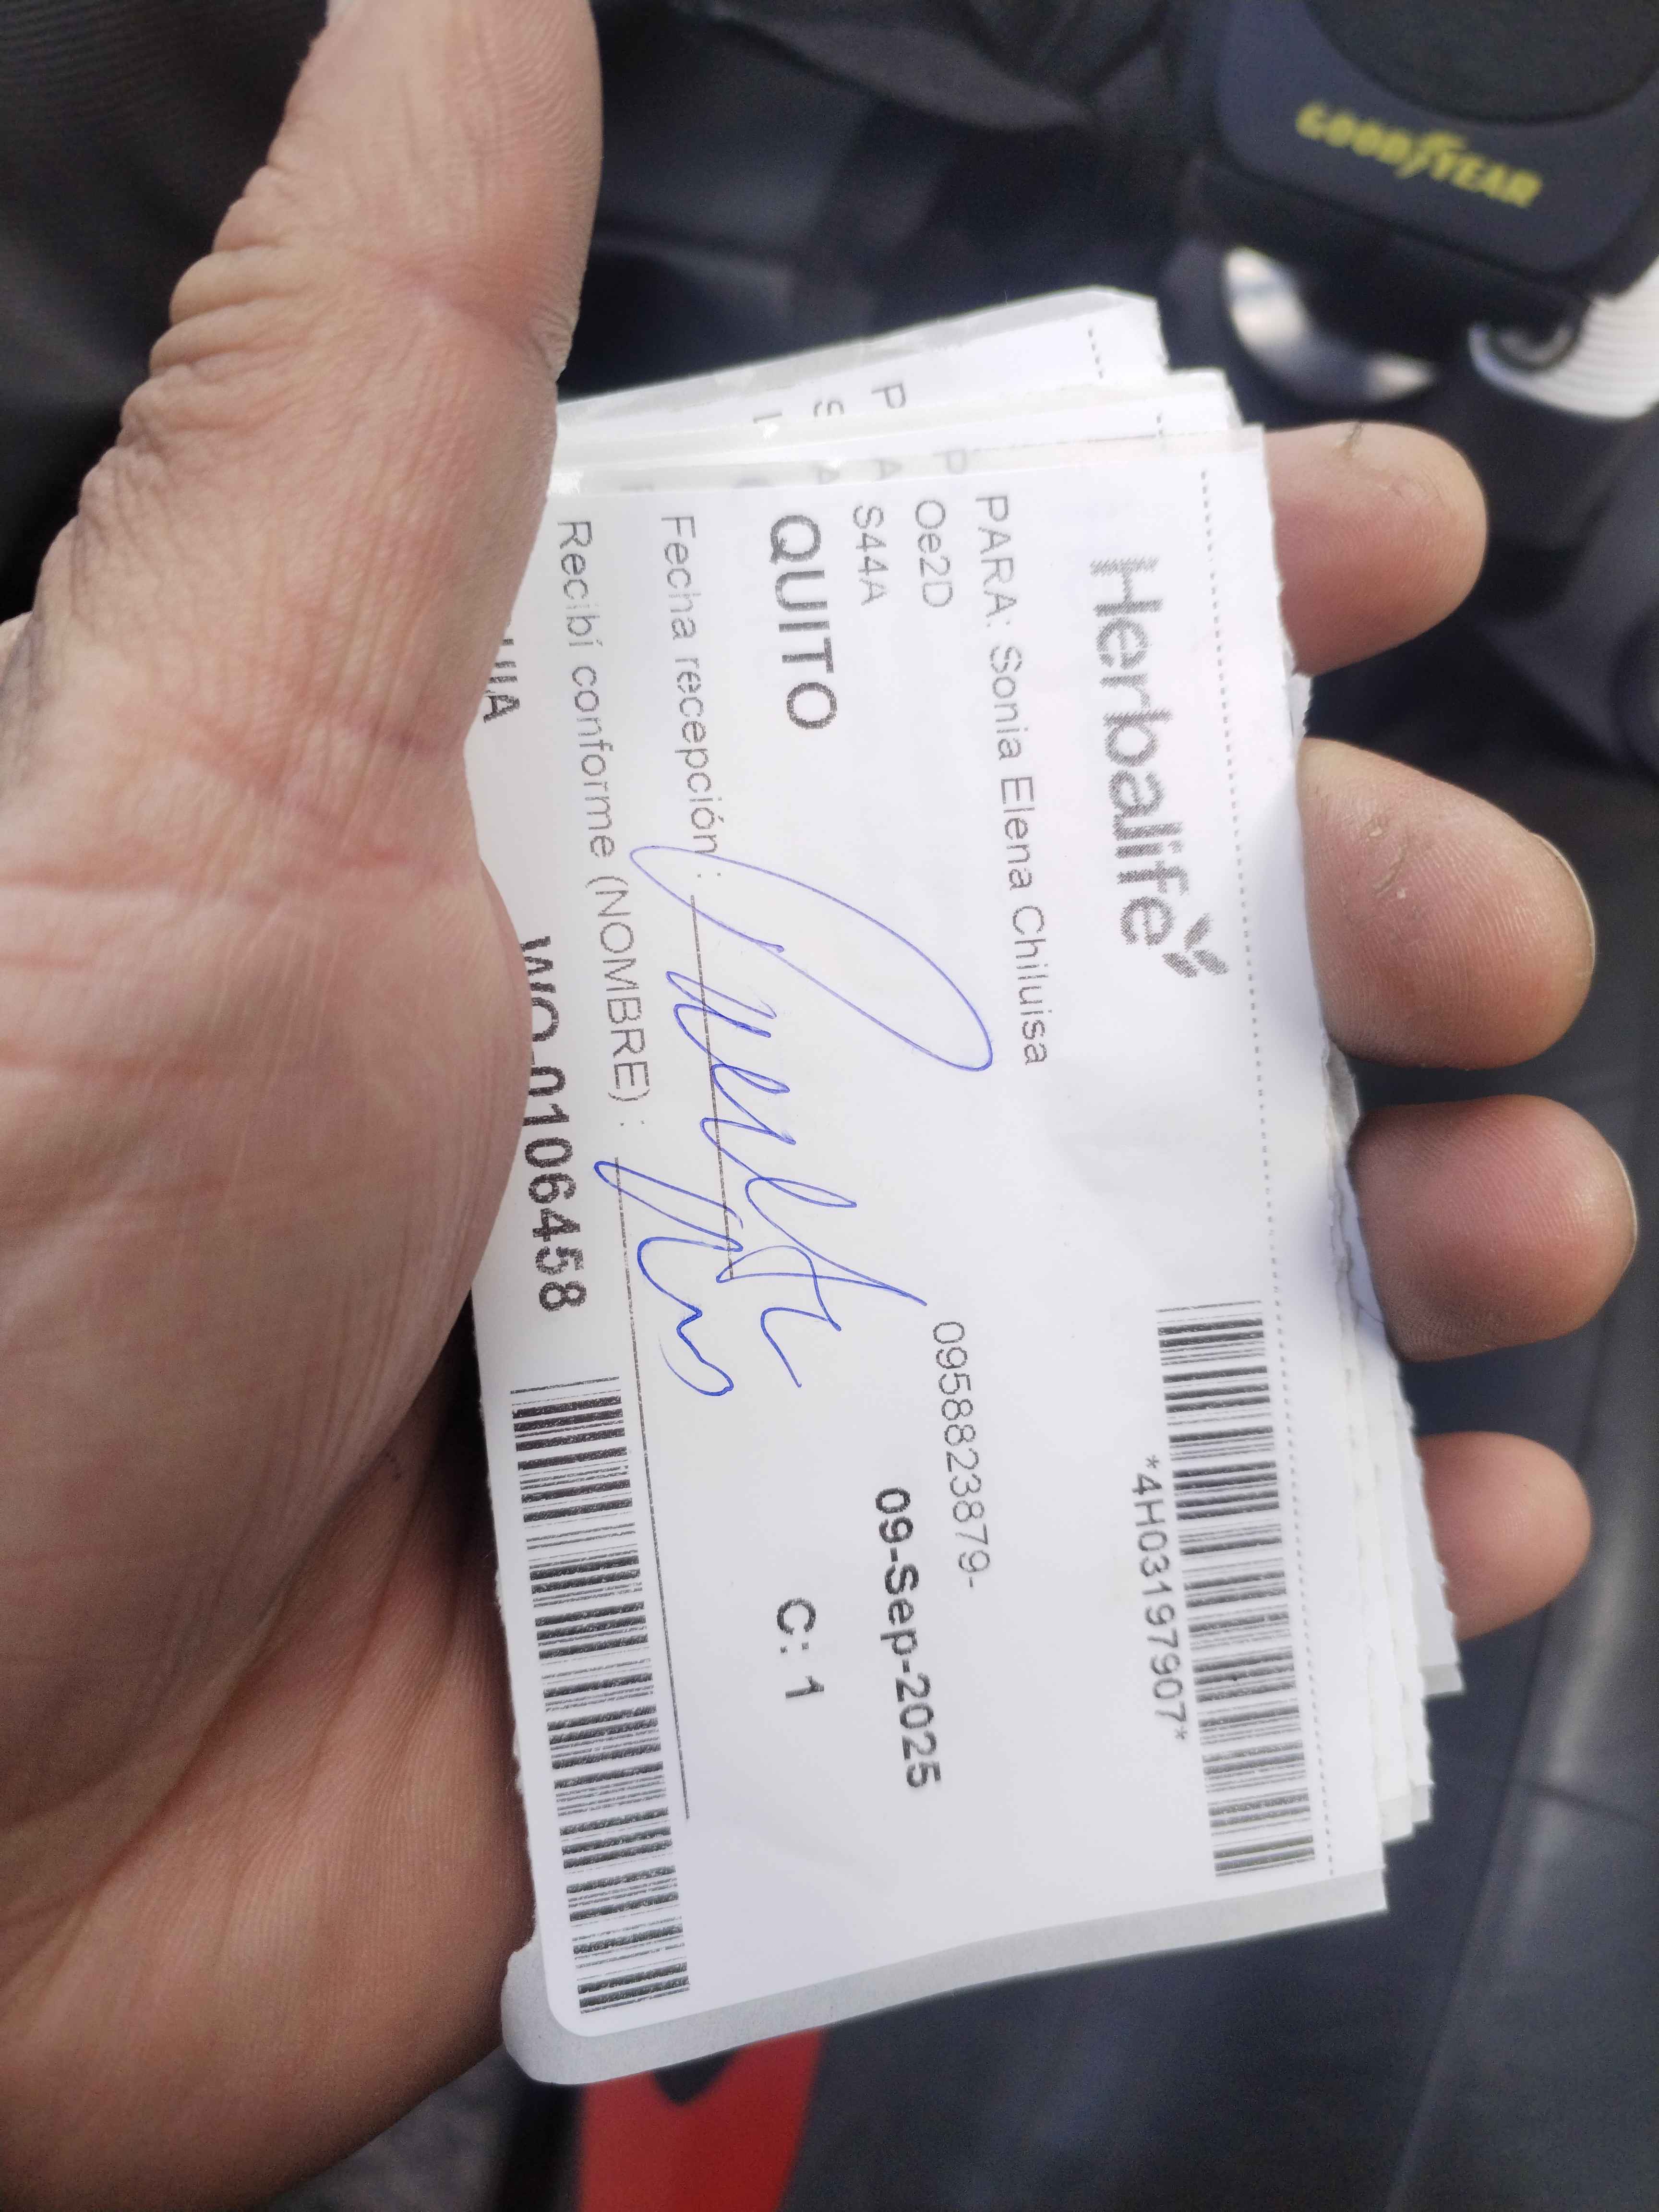 Herbalife
*4H03197907*
PARA: Sonia Elena Chiluisa
Oe2D
0958823879-
S44A
09-Sep-2025
QUITO
C: 1
Fecha recepción:
Recibí conforme (NOMBRE):
WO-0106458
GOODYEAR